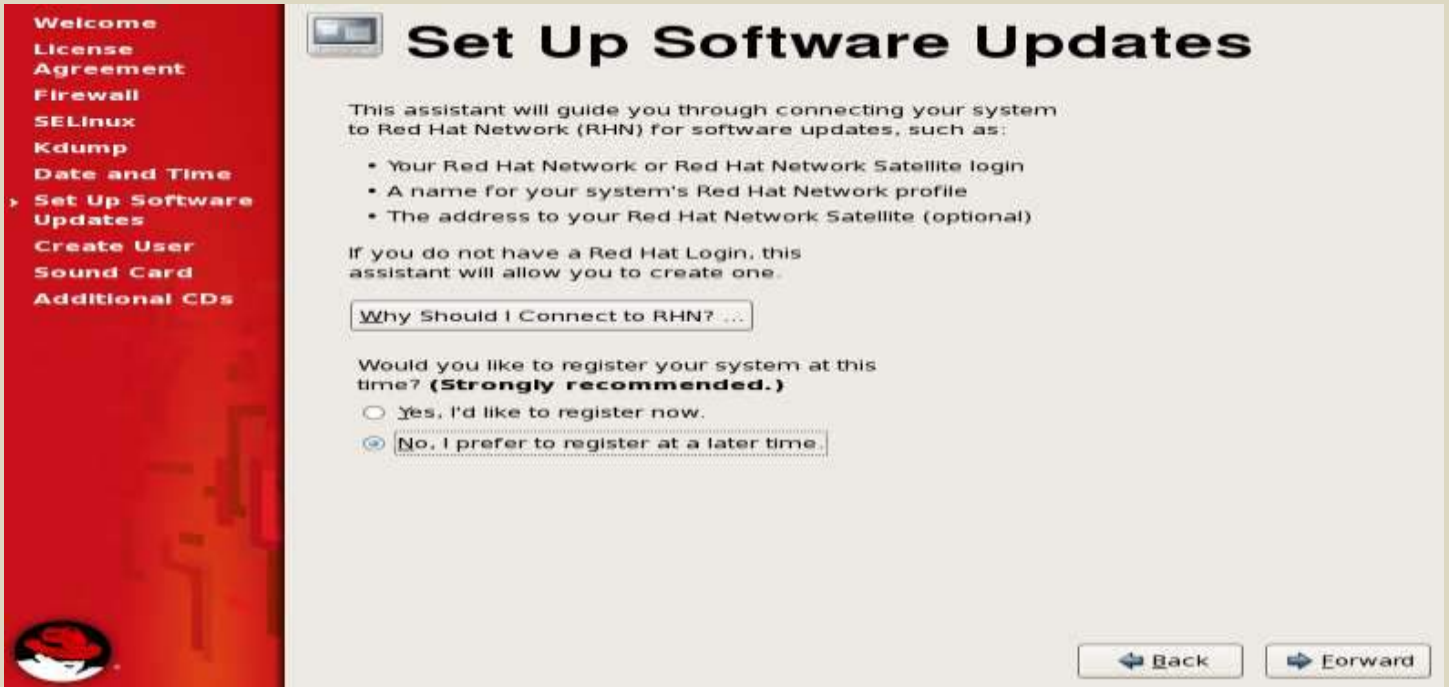 Welcome
License
Agreement
Firewall
SELinux
Kdump
Date and Time
Set Up Software
Updates
Create User
Sound Card
Additional CDs
Set Up Software Updates
This assistant will guide you through connecting your system
to Red Hat Network (RHN) for software updates, such as:
• Your Red Hat Network or Red Hat Network Satellite login
• A name for your system's Red Hat Network profile
• The address to your Red Hat Network Satellite (optional)
If you do not have a Red Hat Login, this
assistant will allow you to create one.
Why Should I Connect to RHN? ...
Would you like to register your system at this
time? (Strongly recommended.)
Yes, I'd like to register now.
No, I prefer to register at a later time.
Back
Forward